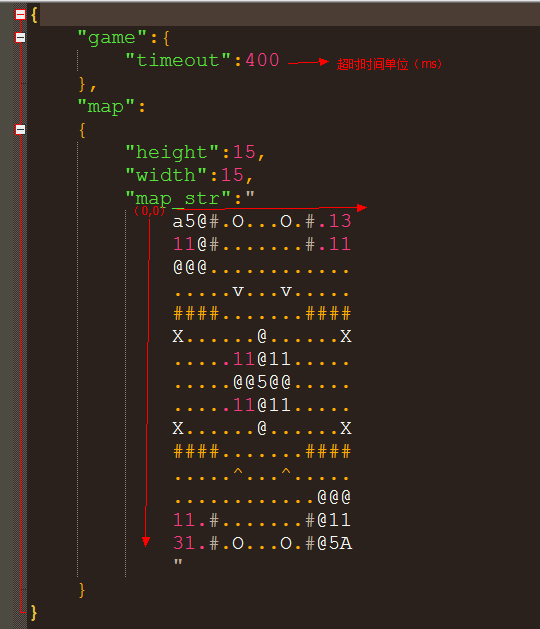 {
"game":{
"timeout":400 超时时间单位（ms）
},
"map":
{
"height":15,
"width":15,
"map_str":"
(0,0)
a5@#.O...O.#.13
11@#.......#.11
@@@............
.....v...v.....
####.......####
X......@......X
.....11@11.....
.....@@5@@.....
.....11@11.....
X......@......X
####.......####
.....^...^.....
............@@@
11.#.......#@11
31.#.O...O.#@5A
"
}
}